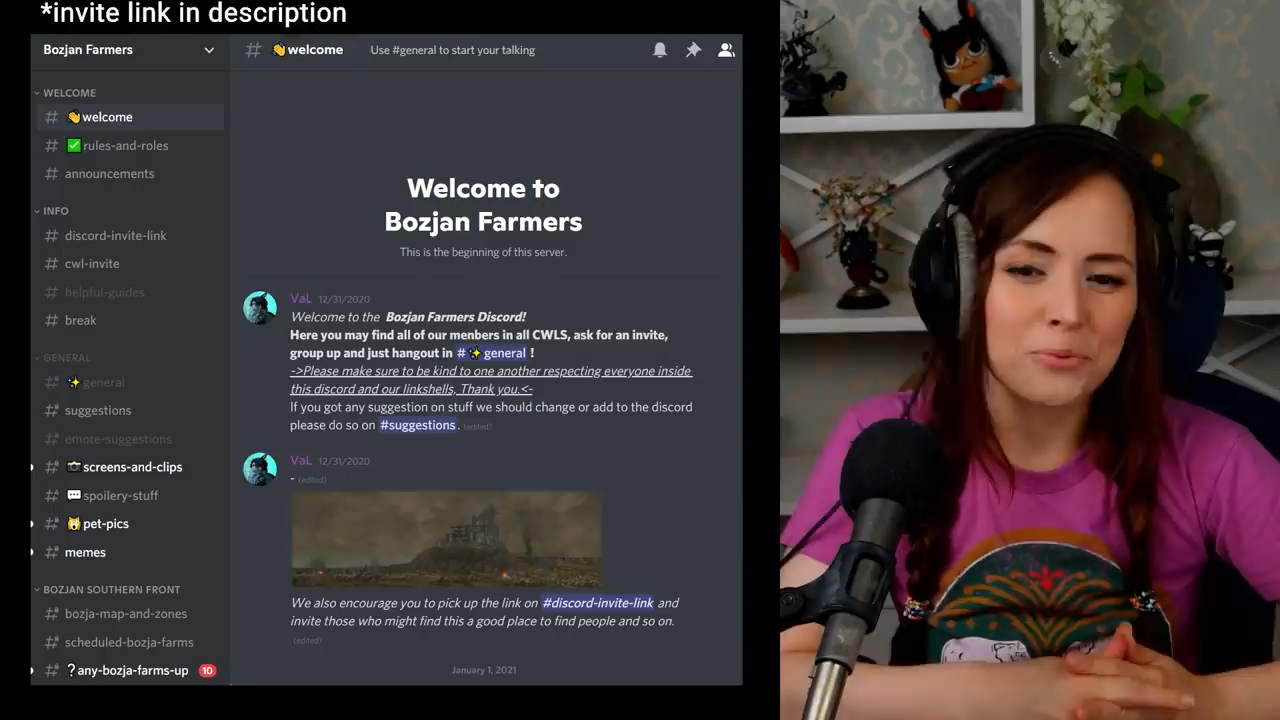 *invite link in description
Bozjan Farmers
WELCOME
# 👋welcome
# ✅rules-and-roles
# announcements
INFO
# discord-invite-link
# cwl-invite
# helpful-guides
# break
GENERAL
# ✨general
# suggestions
# emote-suggestions
# 📸screens-and-clips
# 💬spoilery-stuff
# 🙀pet-pics
# memes
BOZJAN SOUTHERN FRONT
# bozja-map-and-zones
# scheduled-bozja-farms
# ❔any-bozja-farms-up 10
# 👋welcome Use #general to start your talking
Welcome to
Bozjan Farmers
This is the beginning of this server.
VaL 12/31/2020
Welcome to the Bozjan Farmers Discord!
Here you may find all of our menbers in all CWLS, ask for an invite,
group up and just hangout in #✨general !
->Please make sure to be kind to one another respecting everyone inside
this discord and our linkshells, Thank you.<-
If you got any suggestion on stuff we should change or add to the discord
please do so on #suggestions. (edited)
VaL 12/31/2020
- (edited)
We also encourage you to pick up the link on #discord-invite-link and
invite those who might find this a good place to find people and so on.
(edited)
January 1, 2021